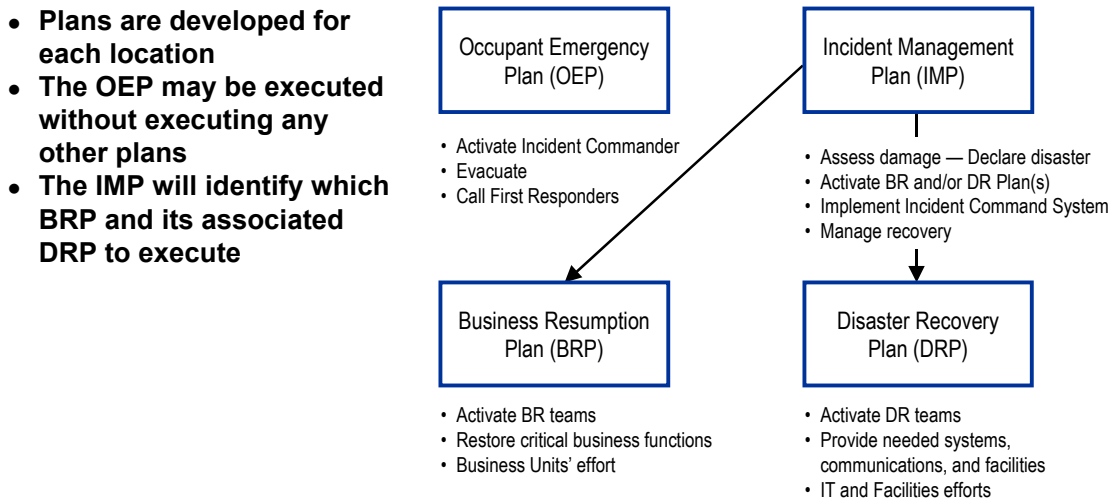 • Plans are developed for
each location
• The OEP may be executed
without executing any
other plans
• The IMP will identify which
BRP and its associated
DRP to execute
Occupant Emergency
Plan (OEP)
• Activate Incident Commander
• Evacuate
• Call First Responders
Incident Management
Plan (IMP)
• Assess damage — Declare disaster
• Activate BR and/or DR Plan(s)
• Implement Incident Command System
• Manage recovery
Business Resumption
Plan (BRP)
• Activate BR teams
• Restore critical business functions
• Business Units' effort
Disaster Recovery
Plan (DRP)
• Activate DR teams
• Provide needed systems,
communications, and facilities
• IT and Facilities efforts